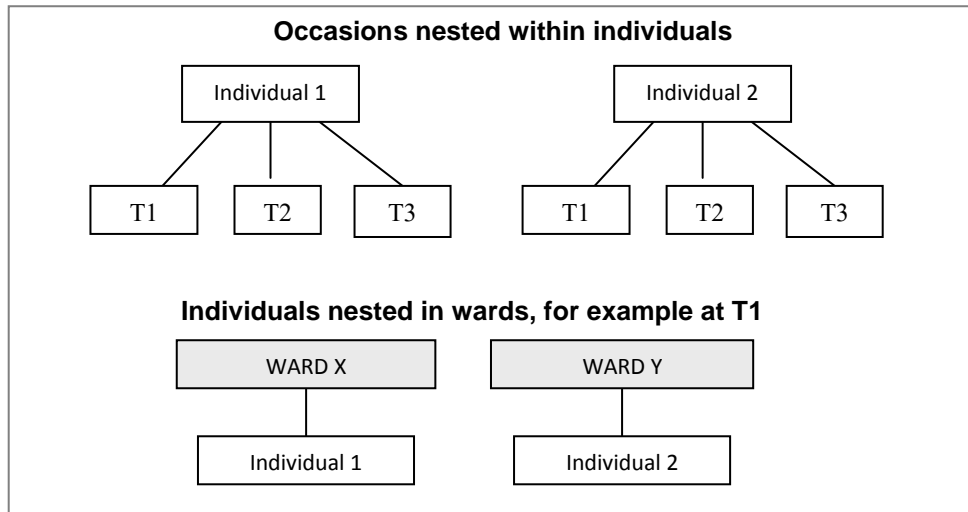 Occasions nested within individuals
Individual 1 Individual 2
T1 T2 T3 T1 T2 T3
Individuals nested in wards, for example at T1
WARD X WARD Y
Individual 1 Individual 2